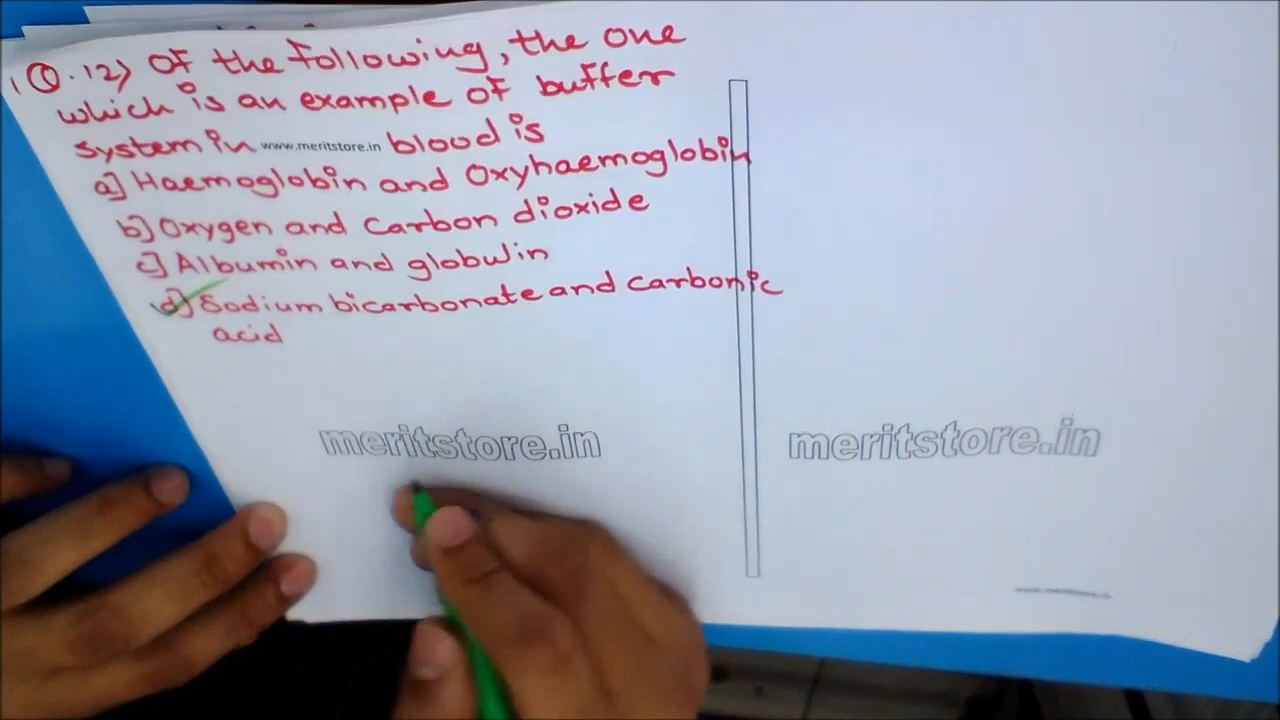 Q.12) Of the following, the one
which is an example of buffer
system in www.meritstore.in blood is
a] Haemoglobin and Oxyhaemoglobin
b] Oxygen and Carbon dioxide
c] Albumin and globulin
d] Sodium bicarbonate and carbonic
acid
meritstore.in meritstore.in